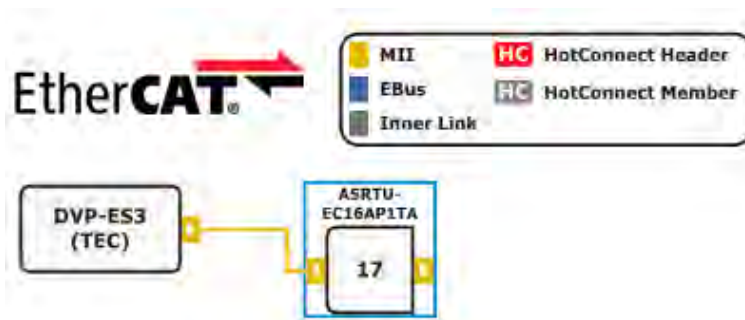 EtherCAT®
MII
HC HotConnect Header
EBus
HC HotConnect Member
Inner Link
DVP-ES3
(TEC)
ASRTU-
EC16AP1TA
17